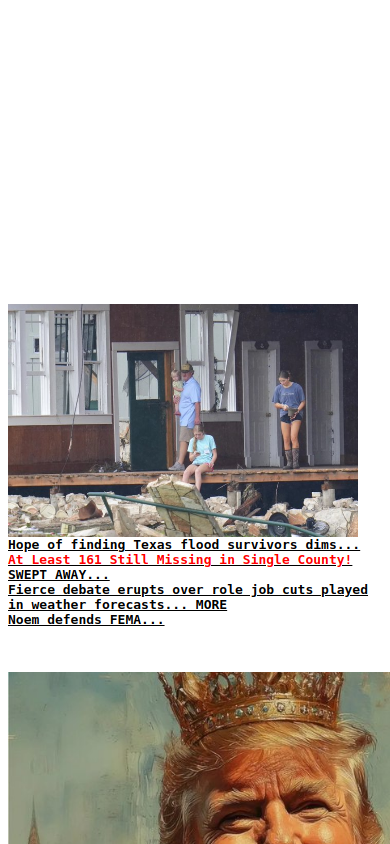 Hope of finding Texas flood survivors dims...
At Least 161 Still Missing in Single County!
SWEPT AWAY...
Fierce debate erupts over role job cuts played
in weather forecasts... MORE
Noem defends FEMA...